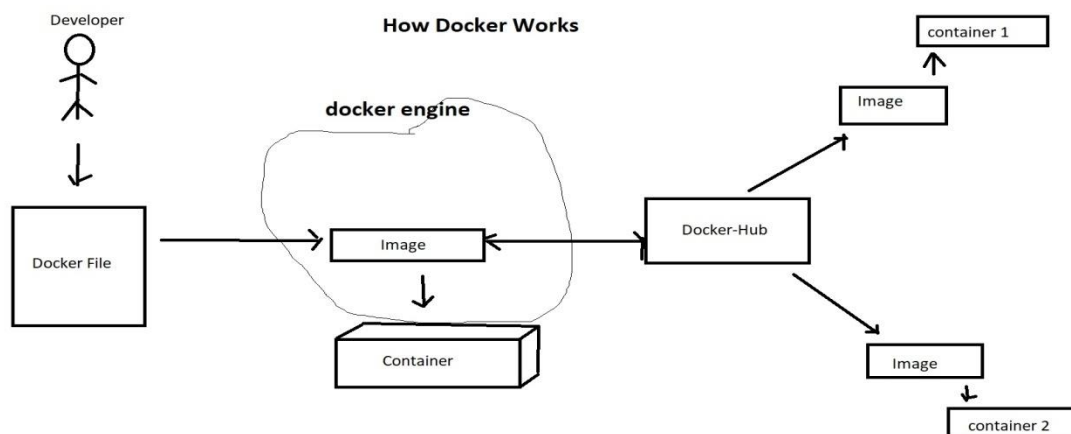 Developer
How Docker Works
container 1
docker engine
Image
Docker File
Image
Docker-Hub
Container
Image
container 2